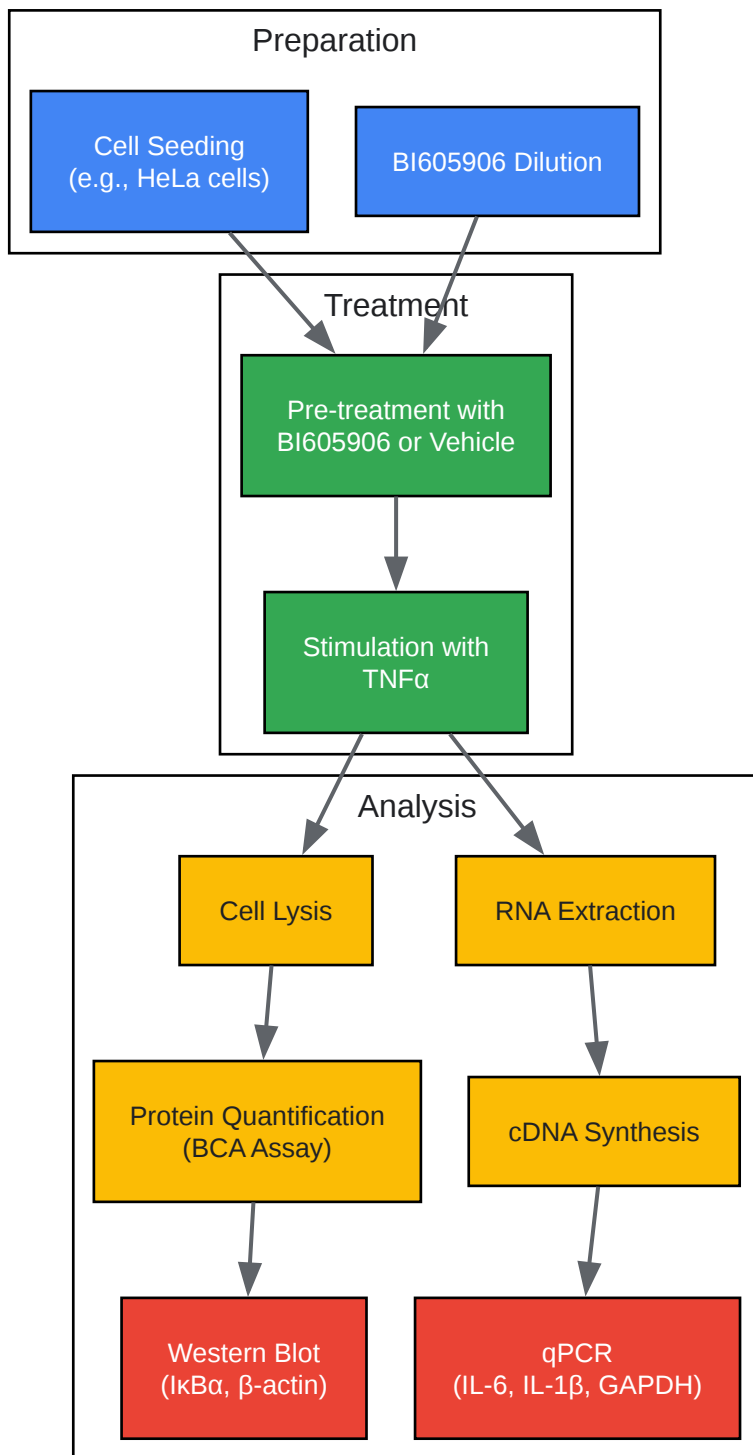 Preparation
Cell Seeding
(e.g., HeLa cells)
BI605906 Dilution
Treatment
Pre-treatment with
BI605906 or Vehicle
Stimulation with
TNFα
Analysis
Cell Lysis
RNA Extraction
Protein Quantification
(BCA Assay)
cDNA Synthesis
Western Blot
(IκBα, β-actin)
qPCR
(IL-6, IL-1β, GAPDH)